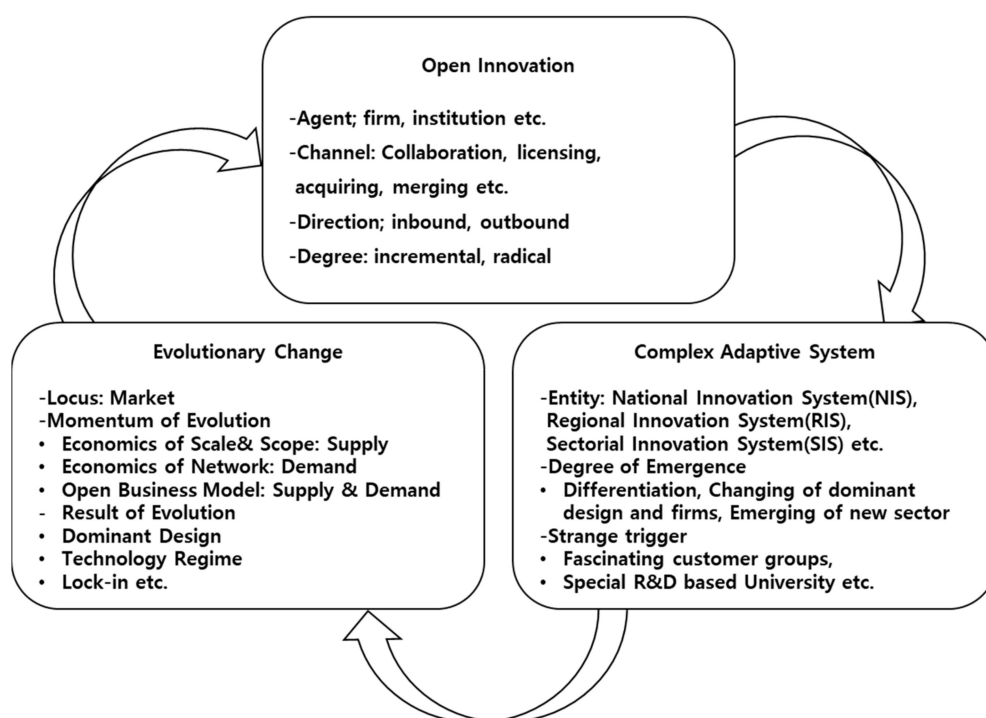 Open Innovation
-Agent; firm, institution etc.
-Channel: Collaboration, licensing,
acquiring, merging etc.
-Direction; inbound, outbound
-Degree: incremental, radical
Evolutionary Change
-Locus: Market
-Momentum of Evolution
• Economics of Scale& Scope: Supply
• Economics of Network: Demand
• Open Business Model: Supply & Demand
- Result of Evolution
• Dominant Design
• Technology Regime
• Lock-in etc.
Complex Adaptive System
-Entity: National Innovation System(NIS),
Regional Innovation System(RIS),
Sectorial Innovation System(SIS) etc.
-Degree of Emergence
• Differentiation, Changing of dominant
design and firms, Emerging of new sector
-Strange trigger
• Fascinating customer groups,
• Special R&D based University etc.